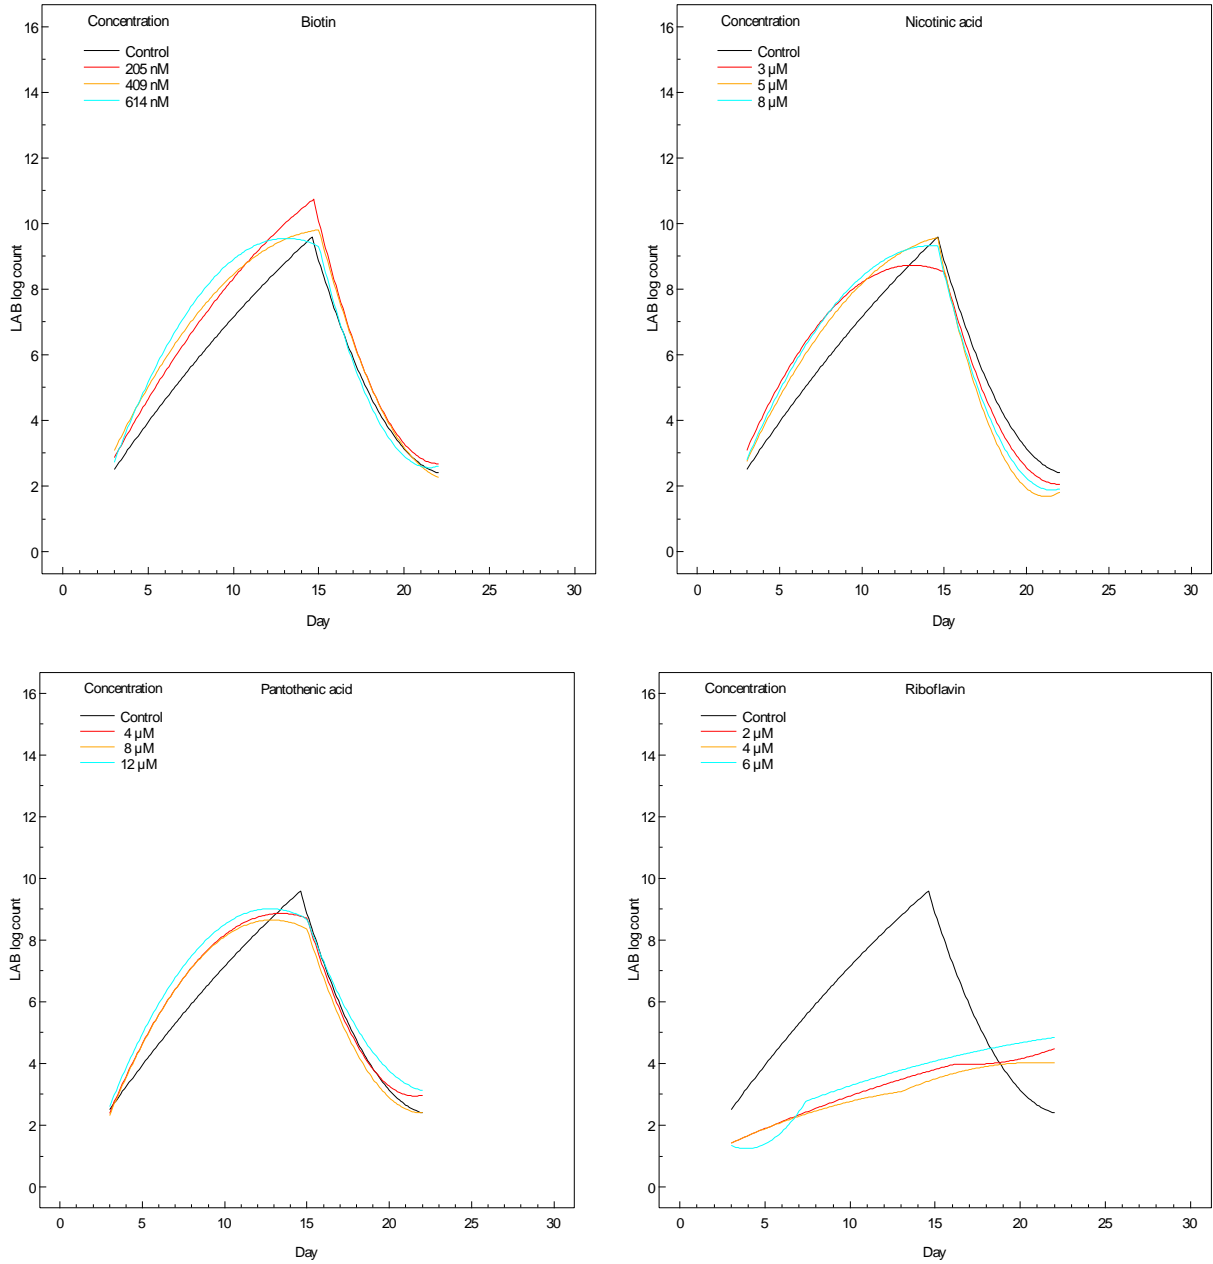 Concentration
Biotin
Control
205 nM
409 nM
614 nM
16
14
12
10
8
6
4
2
0
LAB log count
0 5 10 15 20 25 30
Day
Concentration
Nicotinic acid
Control
3 µM
5 µM
8 µM
16
14
12
10
8
6
4
2
0
LAB log count
0 5 10 15 20 25 30
Day
Concentration
Pantothenic acid
Control
4 µM
8 µM
12 µM
16
14
12
10
8
6
4
2
0
LAB log count
0 5 10 15 20 25 30
Day
Concentration
Riboflavin
Control
2 µM
4 µM
6 µM
16
14
12
10
8
6
4
2
0
LAB log count
0 5 10 15 20 25 30
Day